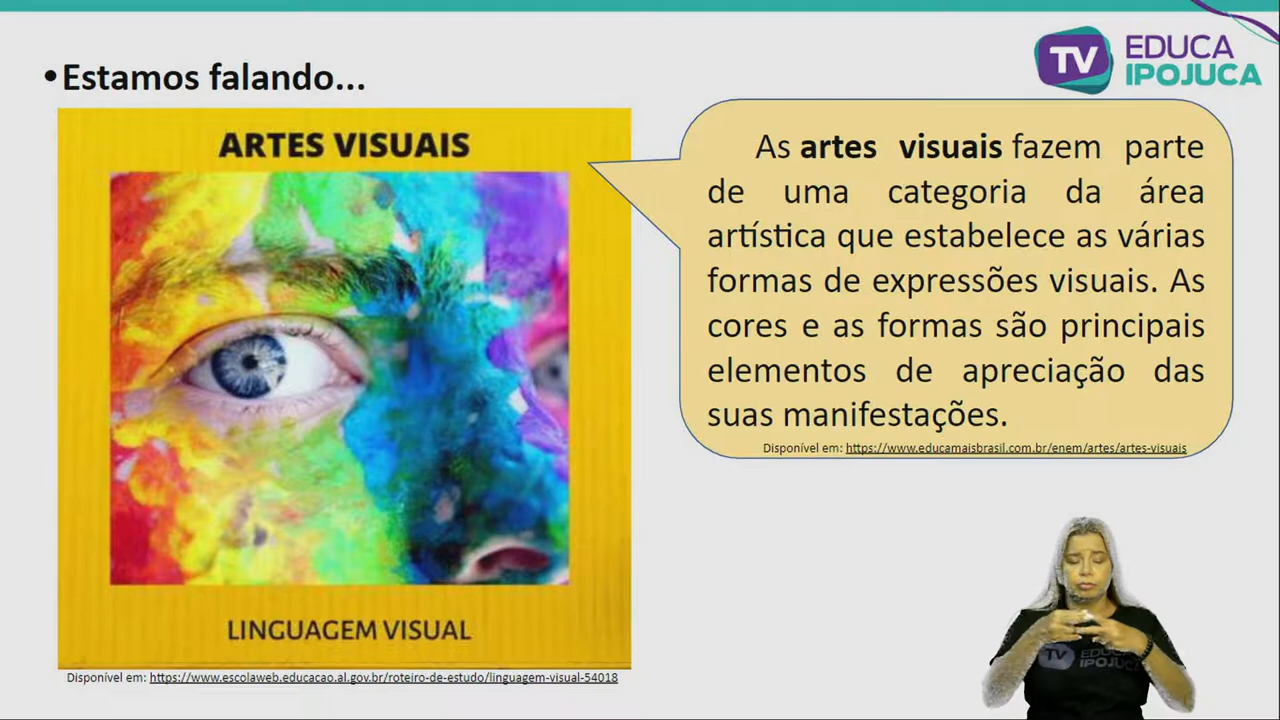 •Estamos falando...
TV EDUCA
IPOJUCA
ARTES VISUAIS
LINGUAGEM VISUAL
Disponível em: https://www.escolaweb.educacao.al.gov.br/roteiro-de-estudo/linguagem-visual-54018
As artes visuais fazem parte
de uma categoria da área
artística que estabelece as várias
formas de expressões visuais. As
cores e as formas são principais
elementos de apreciação das
suas manifestações.
Disponível em: https://www.educamaisbrasil.com.br/enem/artes/artes-visuais
TV EDUCA
IPOJUCA